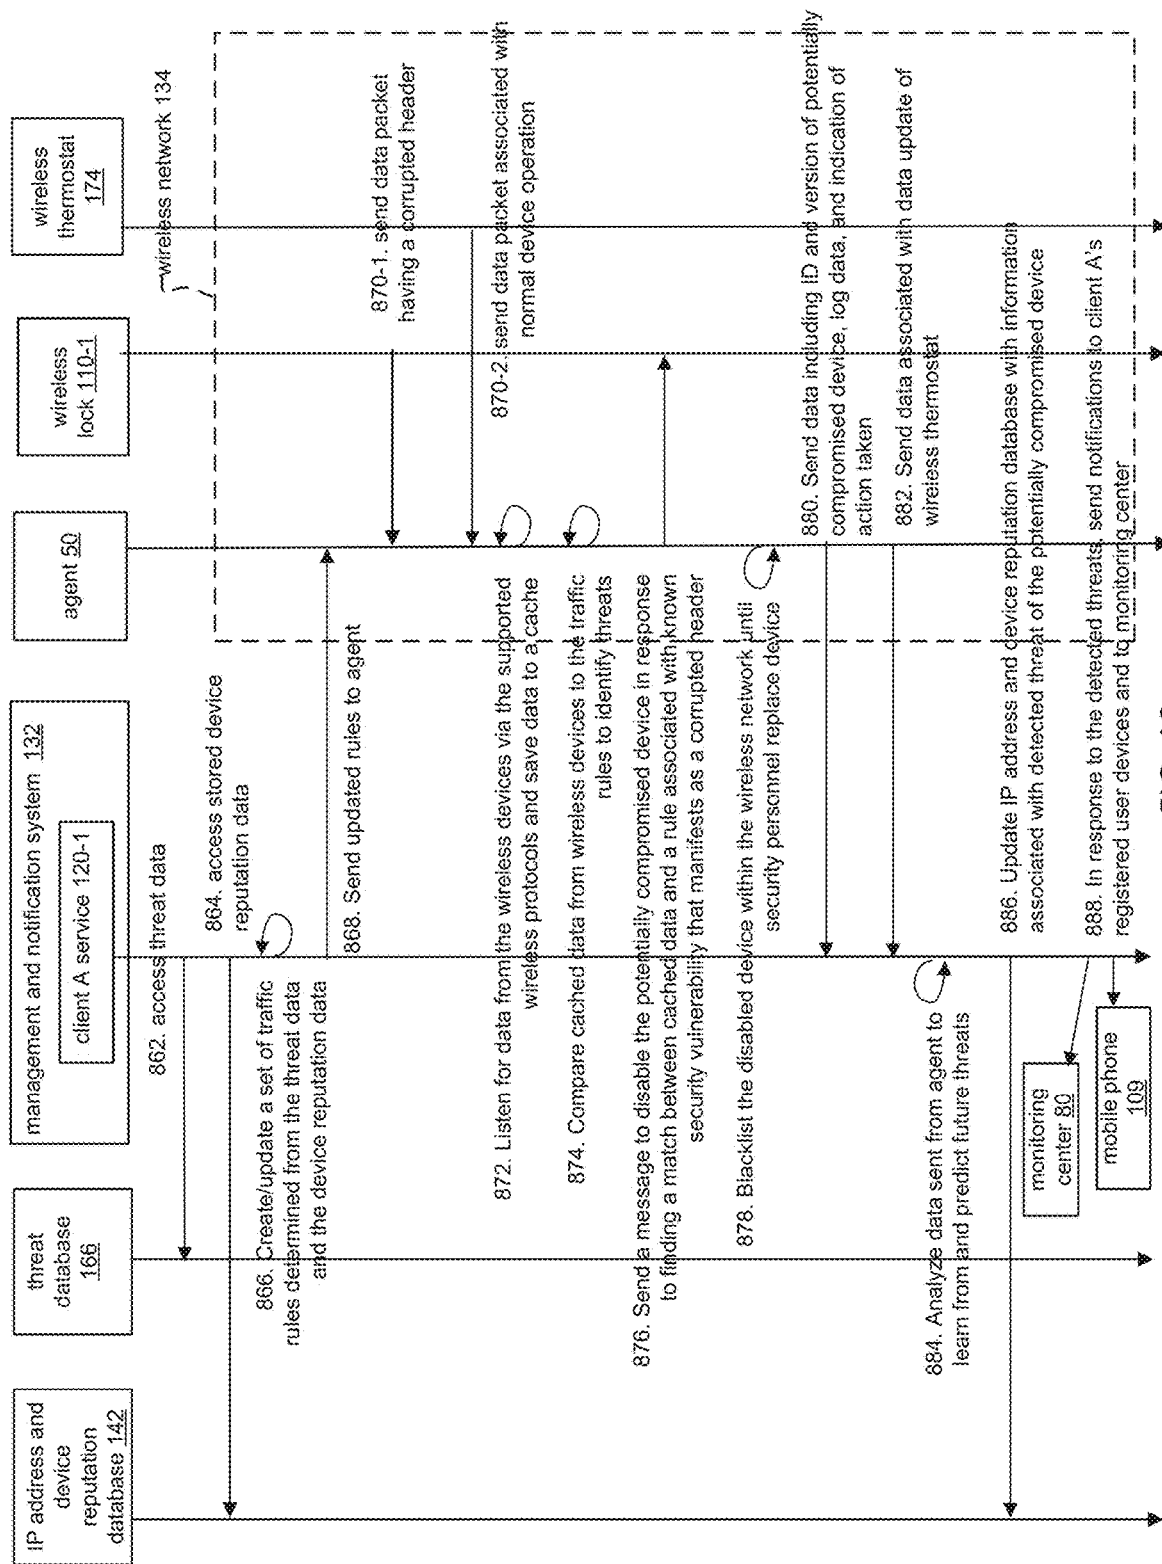 IP address and
device
reputation
database 142
threat
database
166
management and notification system 132
client A service 120-1
agent 50
wireless
lock 110-1
wireless
thermostat
174
wireless network 134
862. access threat data
864. access stored device
reputation data
866. Create/update a set of traffic
rules determined from the threat data
and the device reputation data
868. Send updated rules to agent
870-1. send data packet
having a corrupted header
870-2. send data packet associated with
normal device operation
872. Listen for data from the wireless devices via the supported
wireless protocols and save data to a cache
874. Compare cached data from wireless devices to the traffic
rules to identify threats
876. Send a message to disable the potentially compromised device in response
to finding a match between cached data and a rule associated with known
security vulnerability that manifests as a corrupted header
878. Blacklist the disabled device within the wireless network until
security personnel replace device
880. Send data including ID and version of potentially
compromised device, log data, and indication of
action taken
882. Send data associated with data update of
wireless thermostat
884. Analyze data sent from agent to
learn from and predict future threats
886. Update IP address and device reputation database with information
associated with detected threat of the potentially compromised device
888. In response to the detected threats, send notifications to client A's
registered user devices and to monitoring center
monitoring
center 80
mobile phone
109